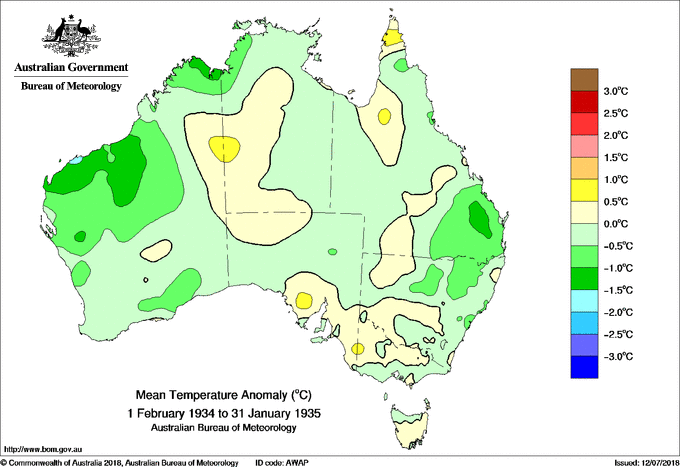 Australian Government
Bureau of Meteorology
3.0°C
2.5°C
2.0°C
1.5°C
1.0°C
0.5°C
0.0°C
-0.5°C
-1.0°C
-1.5°C
-2.0°C
-2.5°C
-3.0°C
Mean Temperature Anomaly (°C)
1 February 1934 to 31 January 1935
Australian Bureau of Meteorology
http://www.bom.gov.au
© Commonwealth of Australia 2018, Australian Bureau of Meteorology ID code: AWAP Issued: 12/07/2018